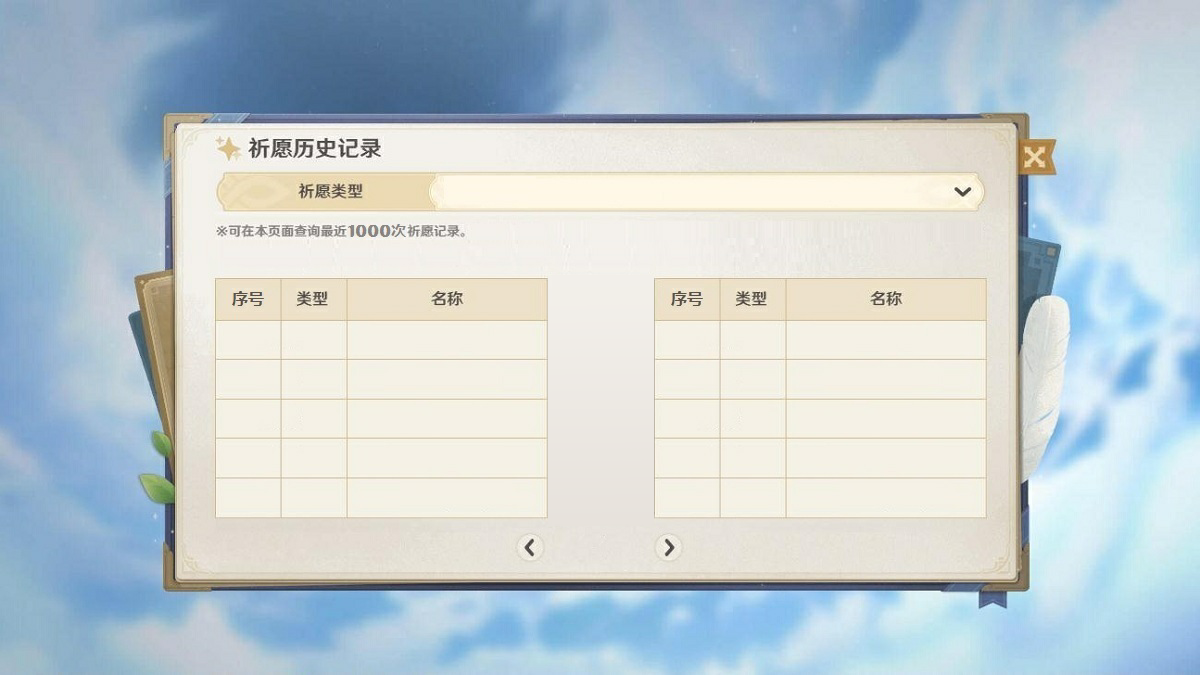 祈愿历史记录
祈愿类型
※可在本页面查询最近1000次祈愿记录。
序号 类型 名称 序号 类型 名称